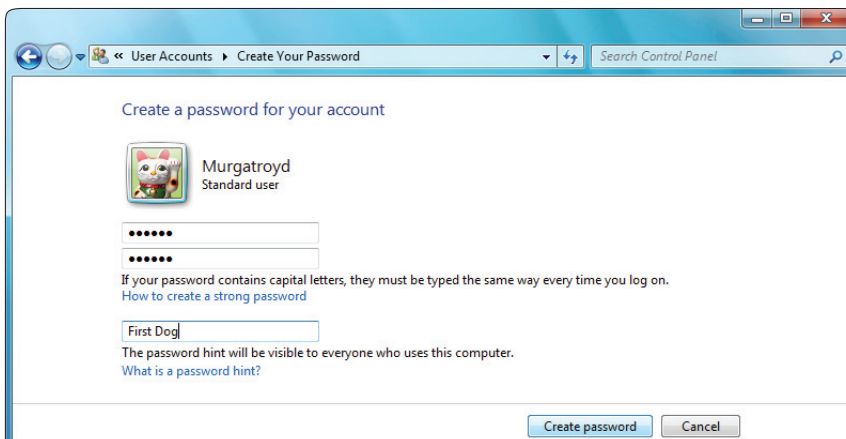 « User Accounts ▸ Create Your Password
Search Control Panel
Create a password for your account
Murgatroyd
Standard user
••••••
••••••
If your password contains capital letters, they must be typed the same way every time you log on.
How to create a strong password
First Dog
The password hint will be visible to everyone who uses this computer.
What is a password hint?
Create password
Cancel